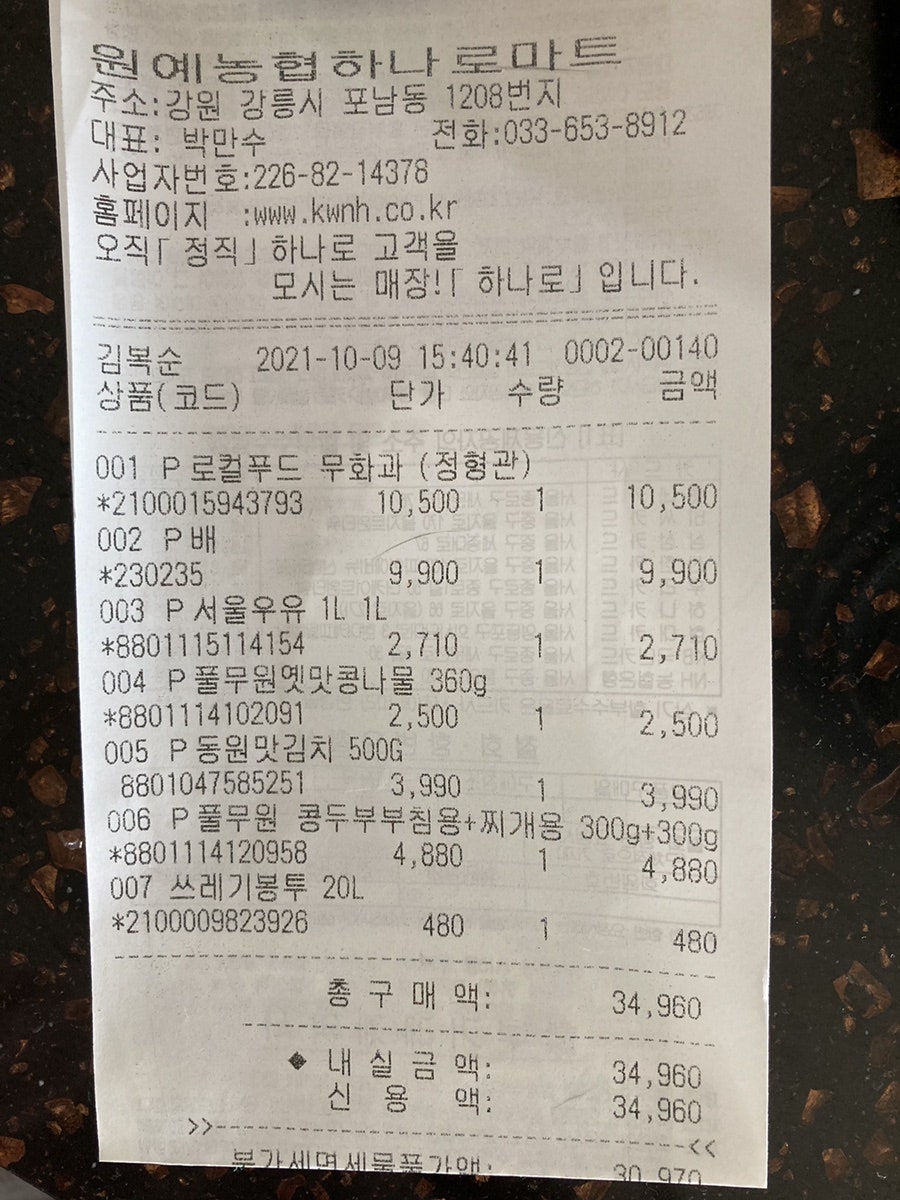 원예농협하나로마트
주소:강원 강릉시 포남동 1208번지
대표: 박만수 전화:033-653-8912
사업자번호:226-82-14378
홈페이지 :www.kwnh.co.kr
오직「 정직」하나로 고객을
모시는 매장!「 하나로」입니다.
김복순 2021-10-09 15:40:41 0002-00140
상품(코드) 단가 수량 금액
001 P 로컬푸드 무화과 (정형관)
*2100015943793 10,500 1 10,500
002 P 배
*230235 9,900 1 9,900
003 P 서울우유 1L 1L
*8801115114154 2,710 1 2,710
004 P 풀무원옛맛콩나물 360g
*8801114102091 2,500 1 2,500
005 P 동원맛김치 500G
8801047585251 3,990 1 3,990
006 P 풀무원 콩두부부침용+찌개용 300g+300g
*8801114120958 4,880 1 4,880
007 쓰레기봉투 20L
*2100009823926 480 1 480
총 구 매 액: 34,960
◆ 내 실 금 액: 34,960
신 용 액: 34,960
>>------------------------------<<
부가세면세물품가액: 30,970